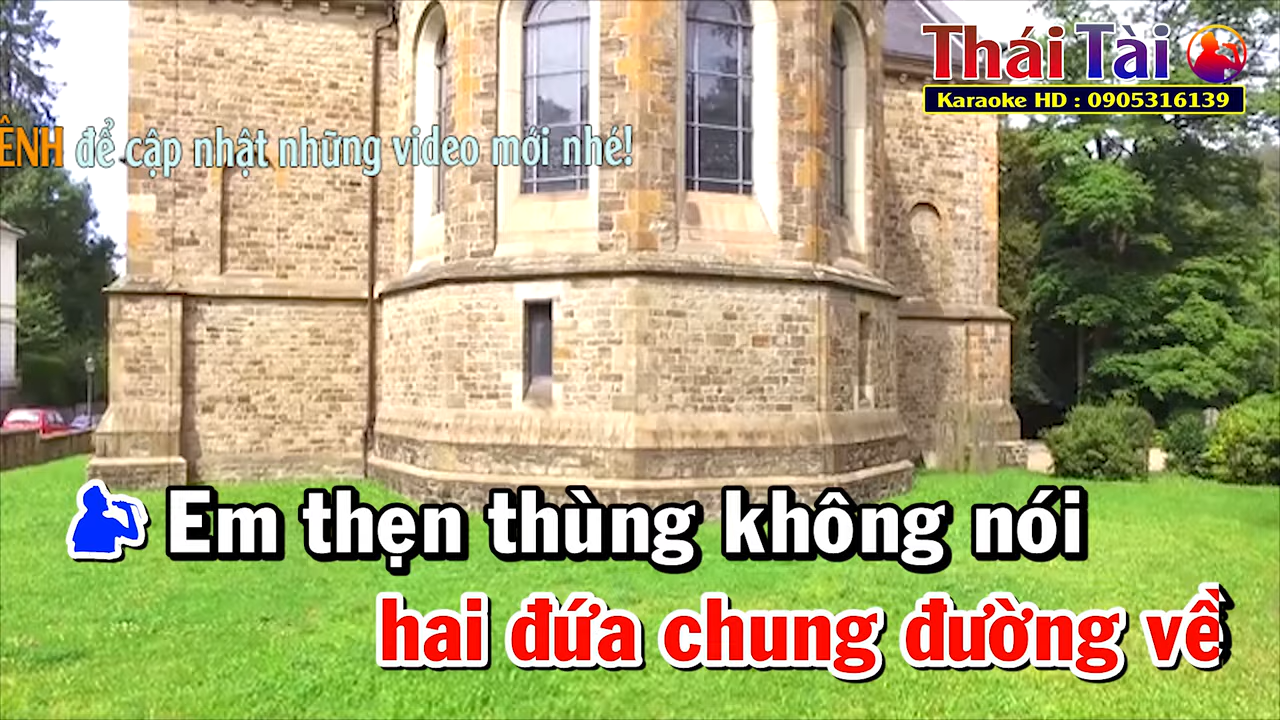 Thái Tài
Karaoke HD : 0905316139
ÊNH để cập nhật những video mới nhé!
Em thẹn thùng không nói
hai đứa chung đường về